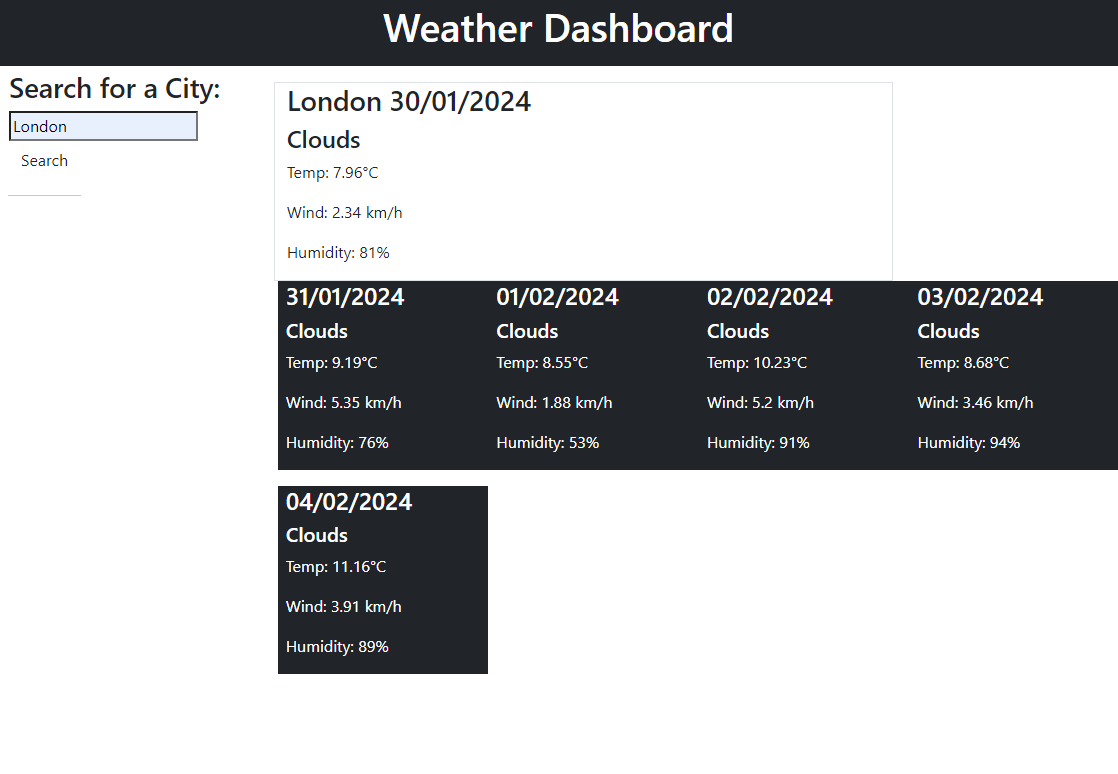 Weather Dashboard
Search for a City:
London
Search
London 30/01/2024
Clouds
Temp: 7.96°C
Wind: 2.34 km/h
Humidity: 81%
31/01/2024
Clouds
Temp: 9.19°C
Wind: 5.35 km/h
Humidity: 76%
01/02/2024
Clouds
Temp: 8.55°C
Wind: 1.88 km/h
Humidity: 53%
02/02/2024
Clouds
Temp: 10.23°C
Wind: 5.2 km/h
Humidity: 91%
03/02/2024
Clouds
Temp: 8.68°C
Wind: 3.46 km/h
Humidity: 94%
04/02/2024
Clouds
Temp: 11.16°C
Wind: 3.91 km/h
Humidity: 89%